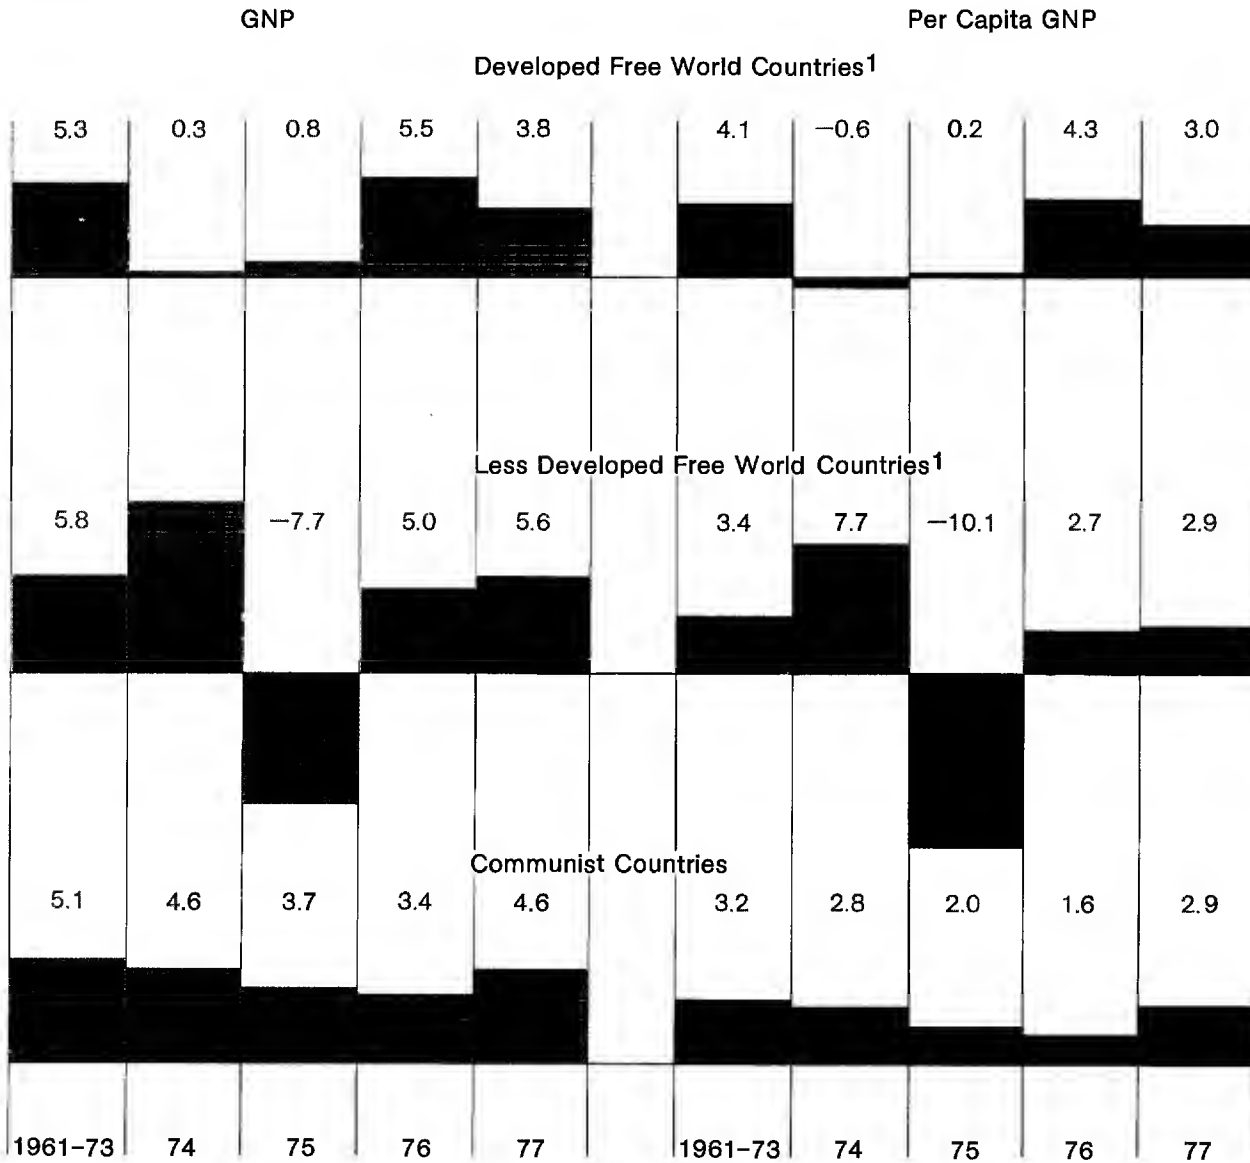 GNP Per Capita GNP
Developed Free World Countries1
5.3 0.3 0.8 5.5 3.8 4.1 −0.6 0.2 4.3 3.0
Less Developed Free World Countries1
5.8 −7.7 5.0 5.6 3.4 7.7 −10.1 2.7 2.9
Communist Countries
5.1 4.6 3.7 3.4 4.6 3.2 2.8 2.0 1.6 2.9
1961–73 74 75 76 77 1961–73 74 75 76 77